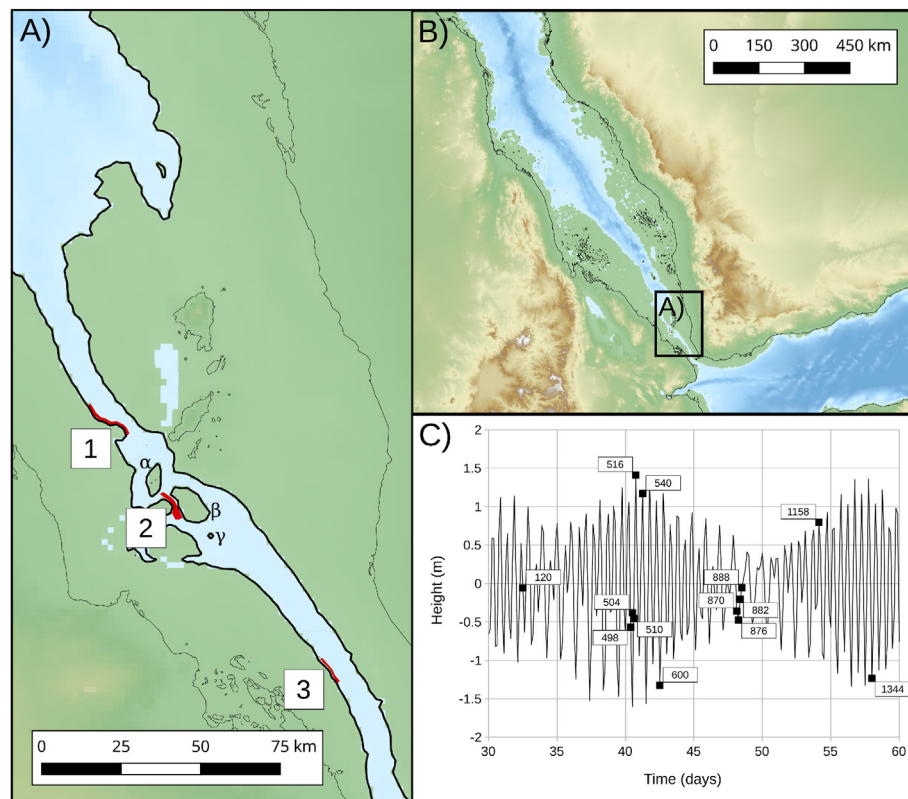 A)
1
α
2
β
γ
3
0 25 50 75 km
B)
0 150 300 450 km
A)
C)
2
1.5
1
0.5
0
-0.5
-1
-1.5
-2
Height (m)
516
540
1158
120
888
504
870
882
498
510
876
600
1344
30 35 40 45 50 55 60
Time (days)